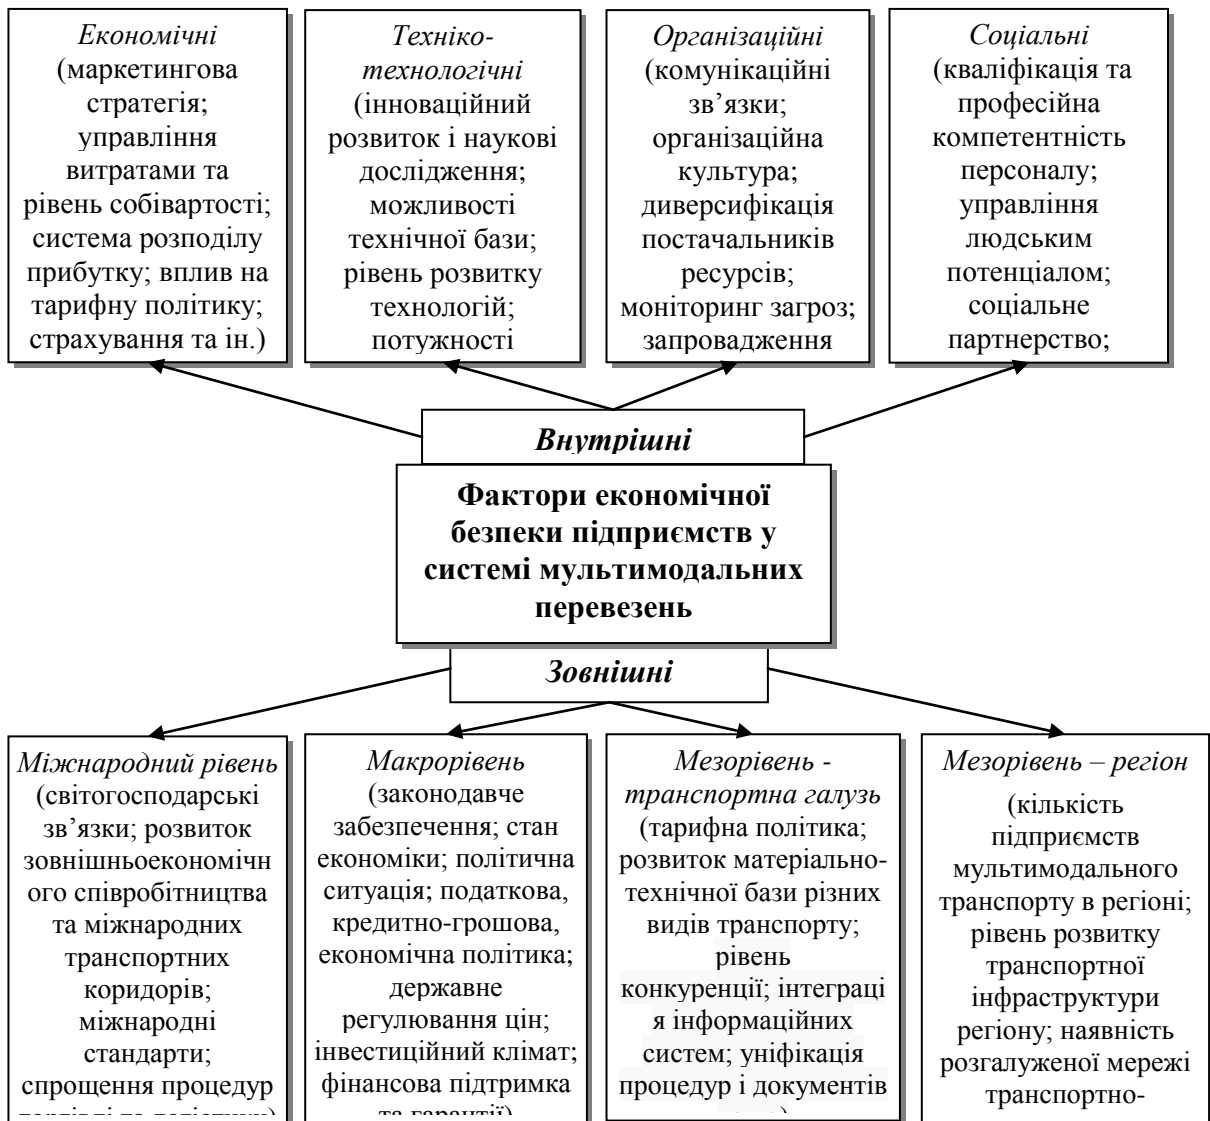 Економічні
(маркетингова
стратегія;
управління
витратами та
рівень собівартості;
система розподілу
прибутку; вплив на
тарифну політику;
страхування та ін.)
Техніко-
технологічні
(інноваційний
розвиток і наукові
дослідження;
можливості
технічної бази;
рівень розвитку
технологій;
потужності
Організаційні
(комунікаційні
зв’язки;
організаційна
культура;
диверсифікація
постачальників
ресурсів;
моніторинг загроз;
запровадження
Соціальні
(кваліфікація та
професійна
компетентність
персоналу;
управління
людським
потенціалом;
соціальне
партнерство;
Внутрішні
Фактори економічної
безпеки підприємств у
системі мультимодальних
перевезень
Зовнішні
Міжнародний рівень
(світогосподарські
зв’язки; розвиток
зовнішньоекономічн
ого співробітництва
та міжнародних
транспортних
коридорів;
міжнародні
стандарти;
спрощення процедур
Макрорівень
(законодавче
забезпечення; стан
економіки; політична
ситуація; податкова,
кредитно-грошова,
економічна політика;
державне
регулювання цін;
інвестиційний клімат;
фінансова підтримка
та гарантії)
Мезорівень -
транспортна галузь
(тарифна політика;
розвиток матеріально-
технічної бази різних
видів транспорту;
рівень
конкуренції; інтеграці
я інформаційних
систем; уніфікація
процедур і документів
Мезорівень – регіон
(кількість
підприємств
мультимодального
транспорту в регіоні;
рівень розвитку
транспортної
інфраструктури
регіону; наявність
розгалуженої мережі
транспортно-